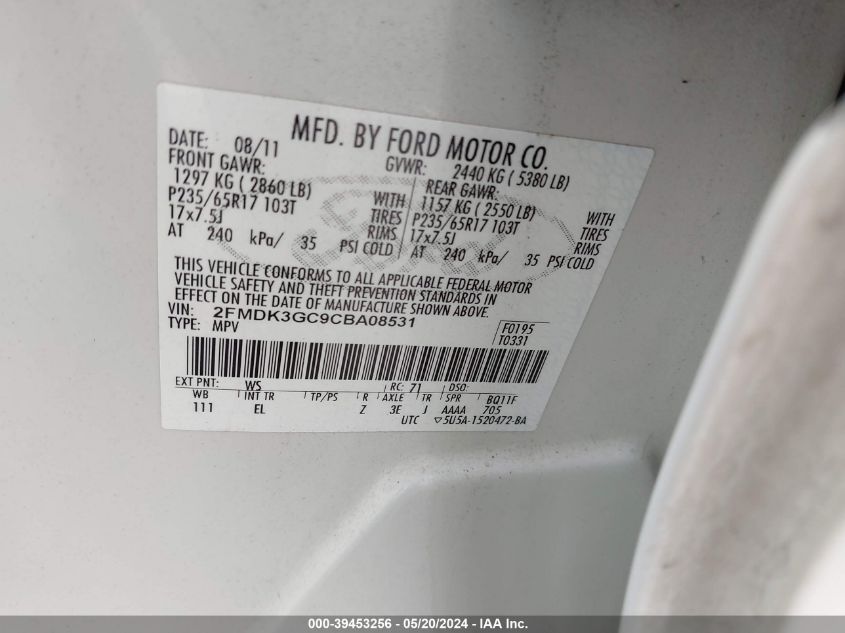 MFD. BY FORD MOTOR CO.
DATE: 08/11 GVWR: 2440 KG ( 5380 LB)
FRONT GAWR: REAR GAWR:
1297 KG ( 2860 LB) WITH 1157 KG ( 2550 LB) WITH
P235/65R17 103T TIRES P235/65R17 103T TIRES
17x7.5J RIMS 17x7.5J RIMS
AT 240 kPa/ 35 PSI COLD AT 240 kPa/ 35 PSI COLD
THIS VEHICLE CONFORMS TO ALL APPLICABLE FEDERAL MOTOR
VEHICLE SAFETY AND THEFT PREVENTION STANDARDS IN
EFFECT ON THE DATE OF MANUFACTURE SHOWN ABOVE.
VIN: 2FMDK3GC9CBA08531 F0195
TYPE: MPV T0331
EXT PNT: WS RC: 71 DSO:
WB INT TR TP/PS R AXLE TR SPR BQ11F
111 EL Z 3E J AAAA 705
UTC ▽5U5A-1520472-BA
000-39453256 - 05/20/2024 - IAA Inc.